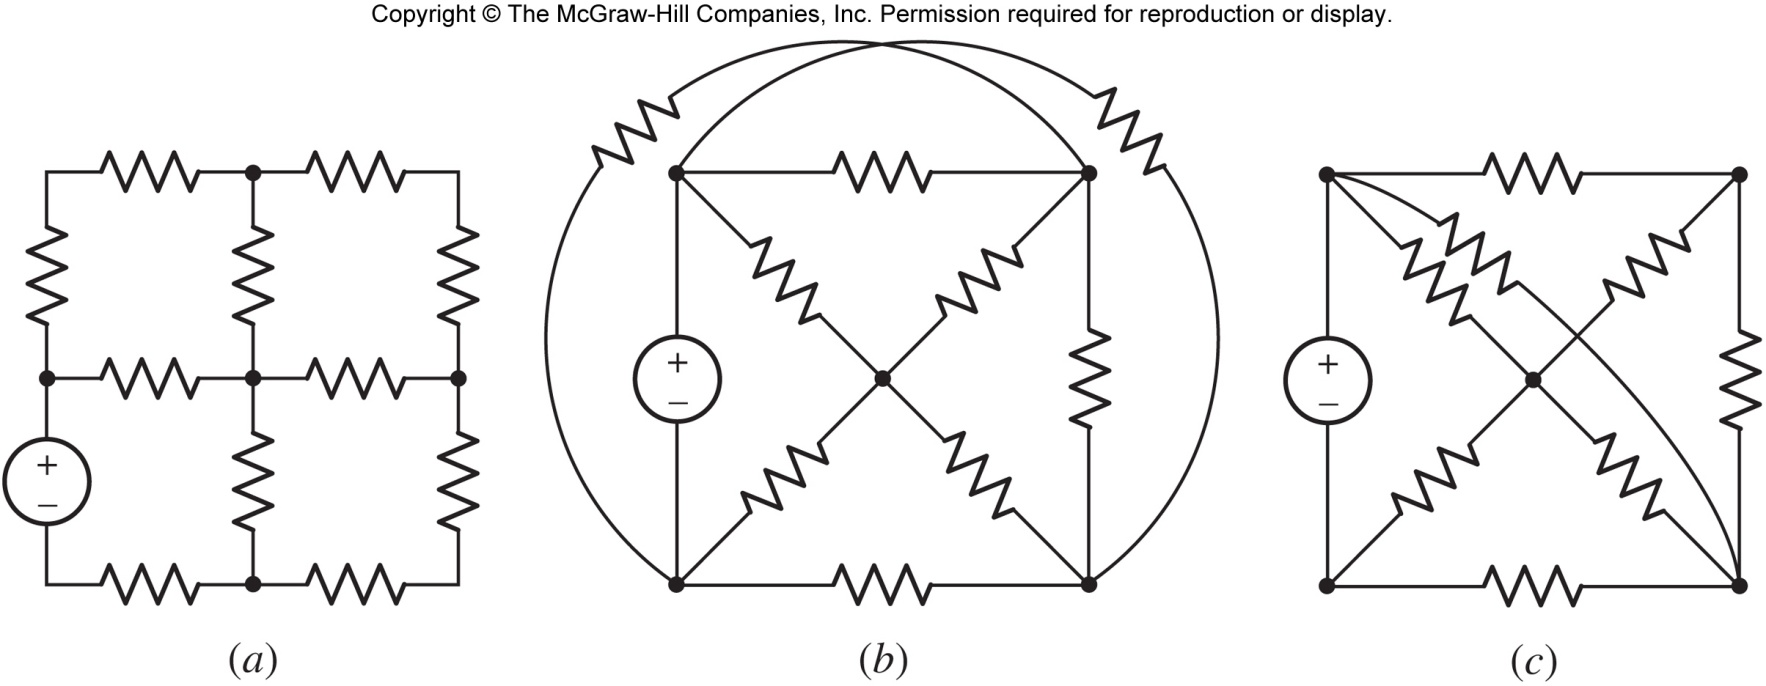 Copyright © The McGraw-Hill Companies, Inc. Permission required for reproduction or display.
+
–
+
–
+
–
(a)
(b)
(c)